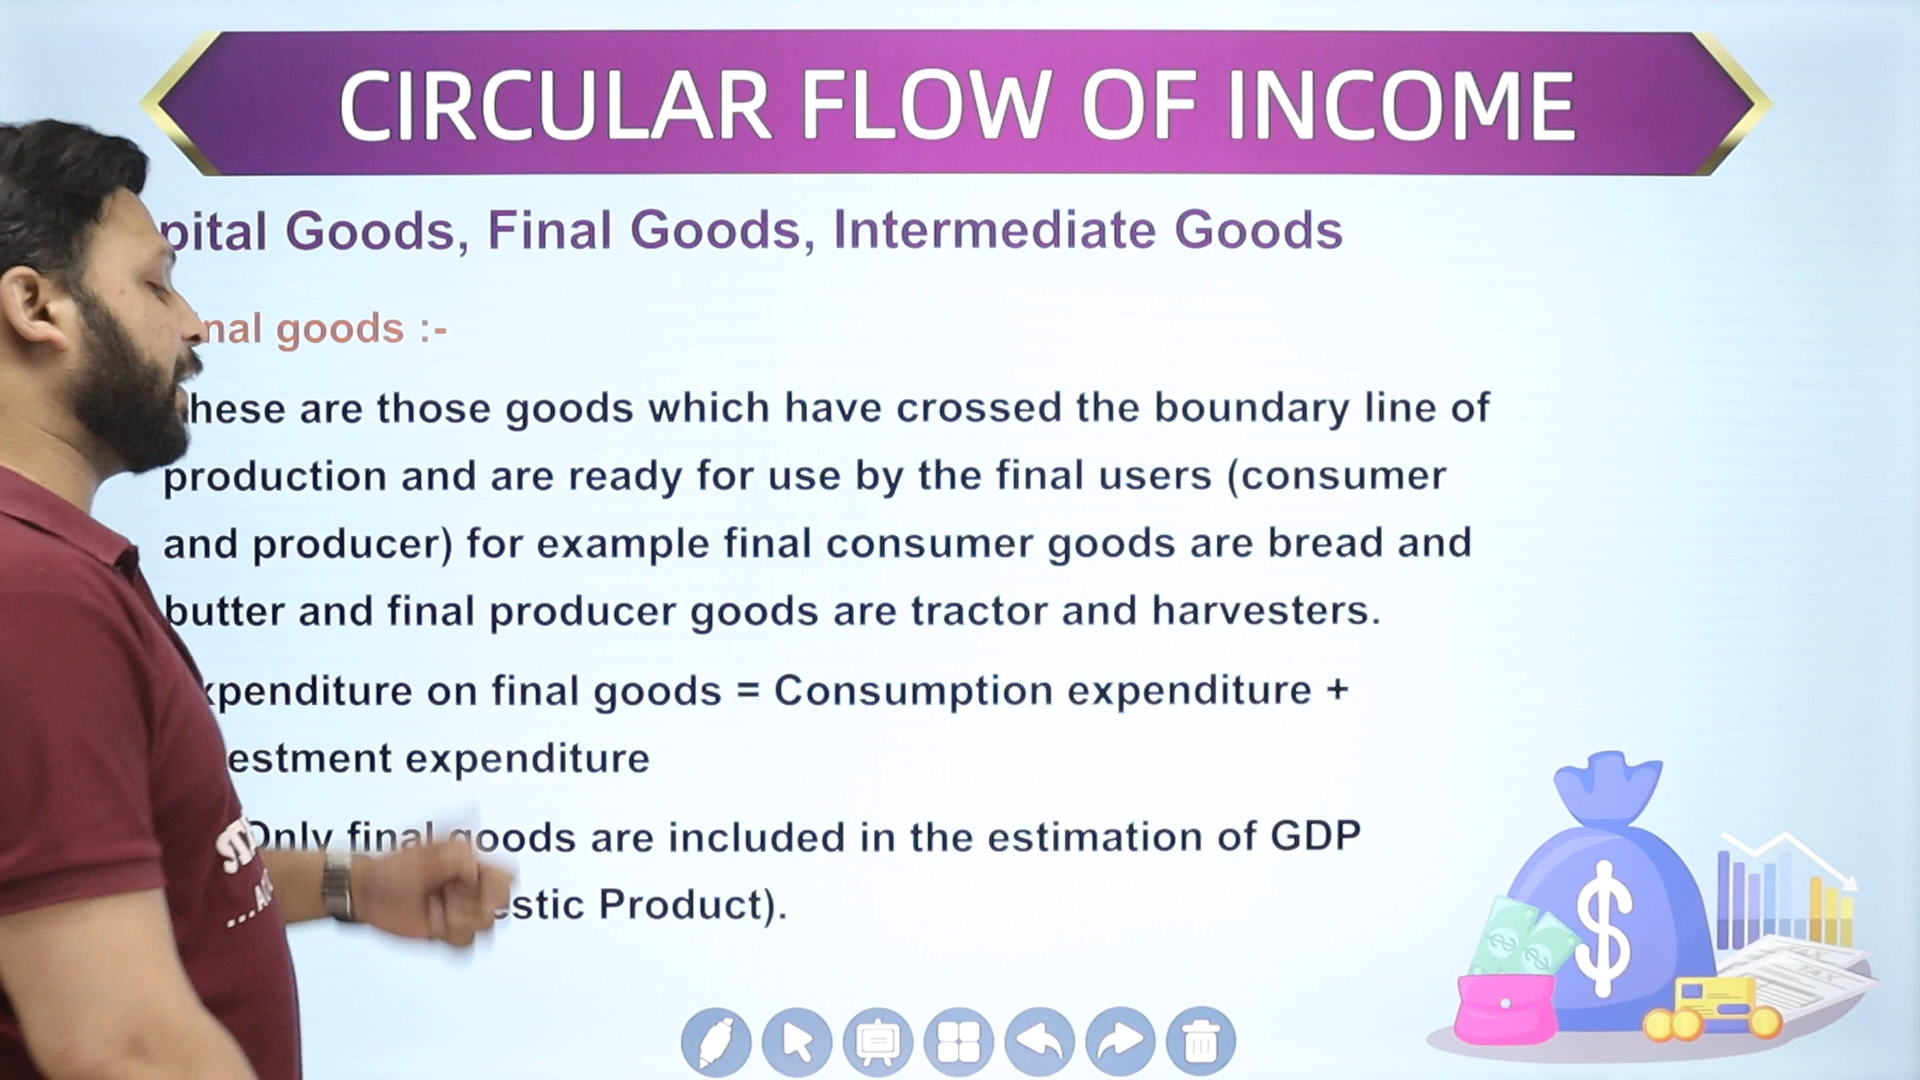 CIRCULAR FLOW OF INCOME
pital Goods, Final Goods, Intermediate Goods
nal goods :-
hese are those goods which have crossed the boundary line of
production and are ready for use by the final users (consumer
and producer) for example final consumer goods are bread and
butter and final producer goods are tractor and harvesters.
xpenditure on final goods = Consumption expenditure +
estment expenditure
Only final goods are included in the estimation of GDP
estic Product).
$
TAX
TAX